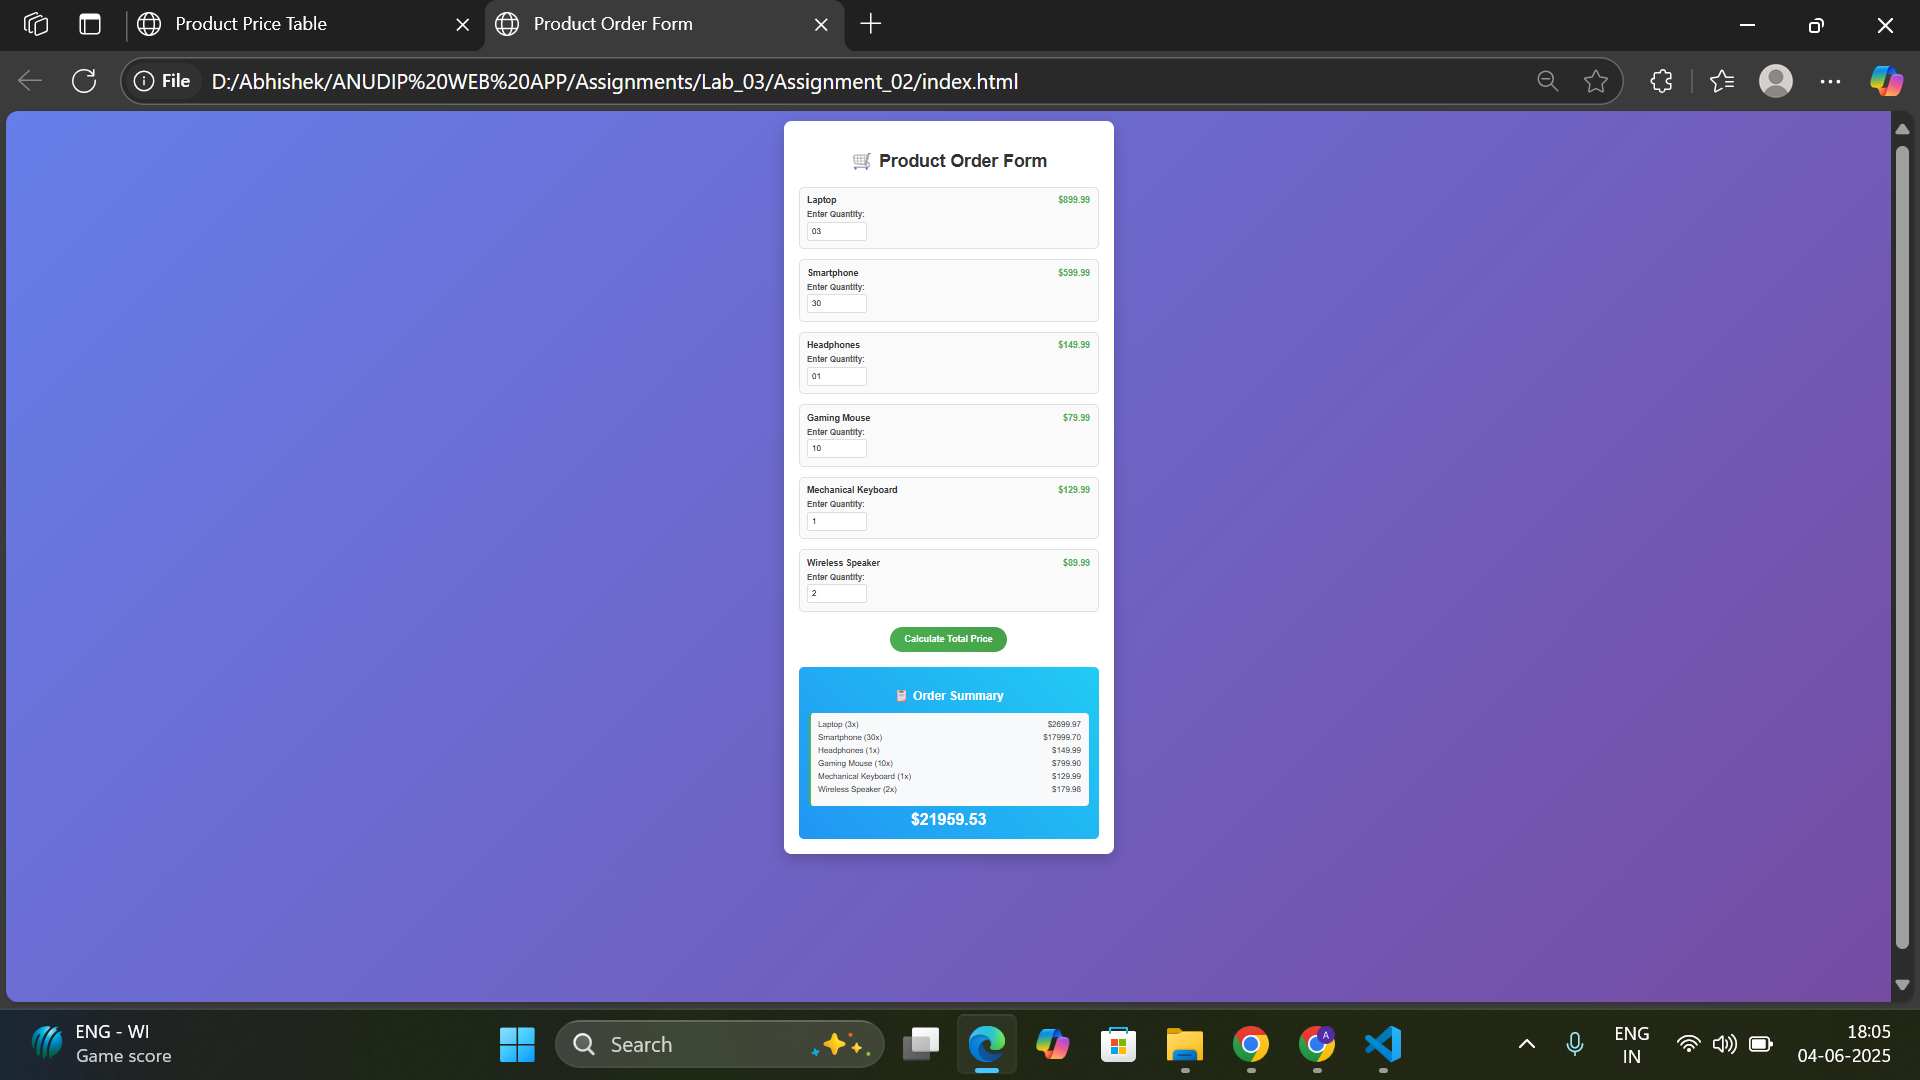 Product Price Table
Product Order Form
File
D:/Abhishek/ANUDIP%20WEB%20APP/Assignments/Lab_03/Assignment_02/index.html
Product Order Form
Laptop $899.99
Enter Quantity:
03
Smartphone $599.99
Enter Quantity:
30
Headphones $149.99
Enter Quantity:
01
Gaming Mouse $79.99
Enter Quantity:
10
Mechanical Keyboard $129.99
Enter Quantity:
1
Wireless Speaker $89.99
Enter Quantity:
2
Calculate Total Price
Order Summary
Laptop (3x) $2699.97
Smartphone (30x) $17999.70
Headphones (1x) $149.99
Gaming Mouse (10x) $799.90
Mechanical Keyboard (1x) $129.99
Wireless Speaker (2x) $179.98
$21959.53
ENG - WI
Game score
Search
A
ENG
IN
18:05
04-06-2025